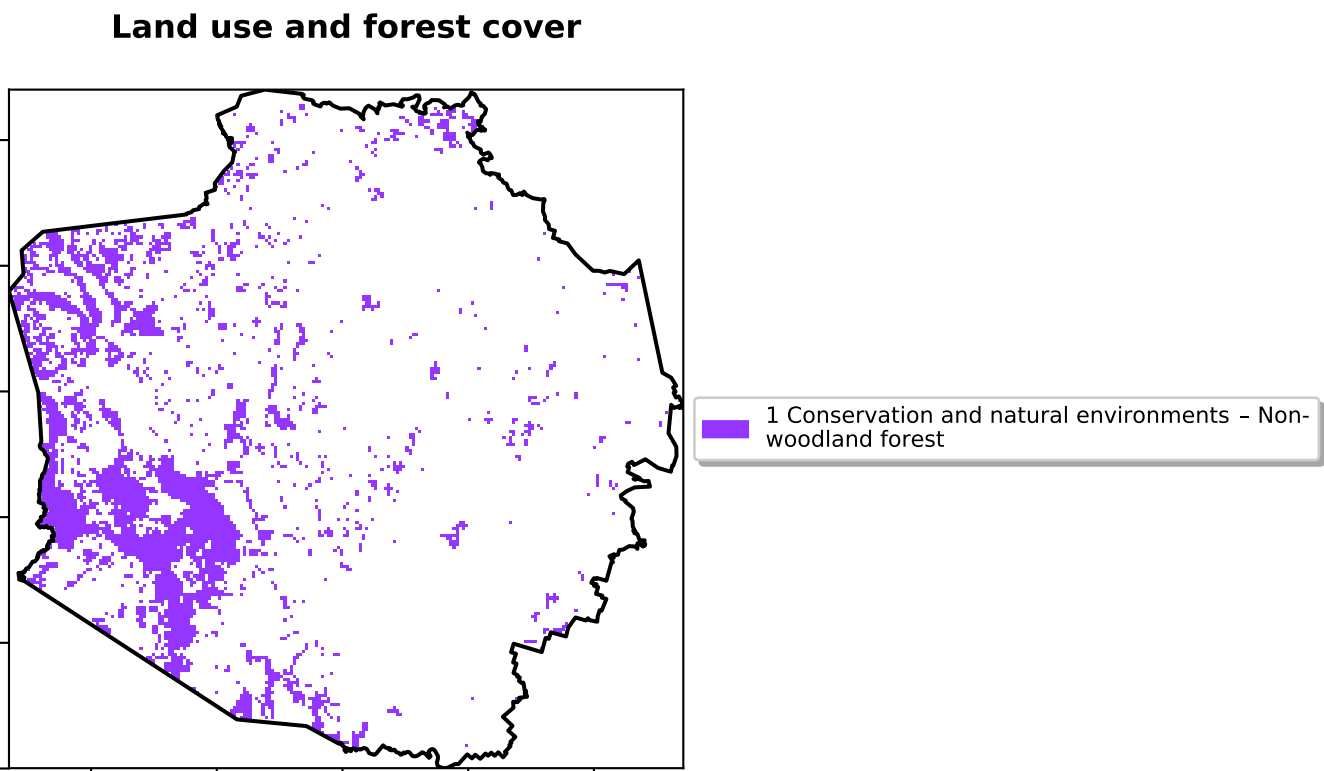 Land use and forest cover
1 Conservation and natural environments – Non-
woodland forest